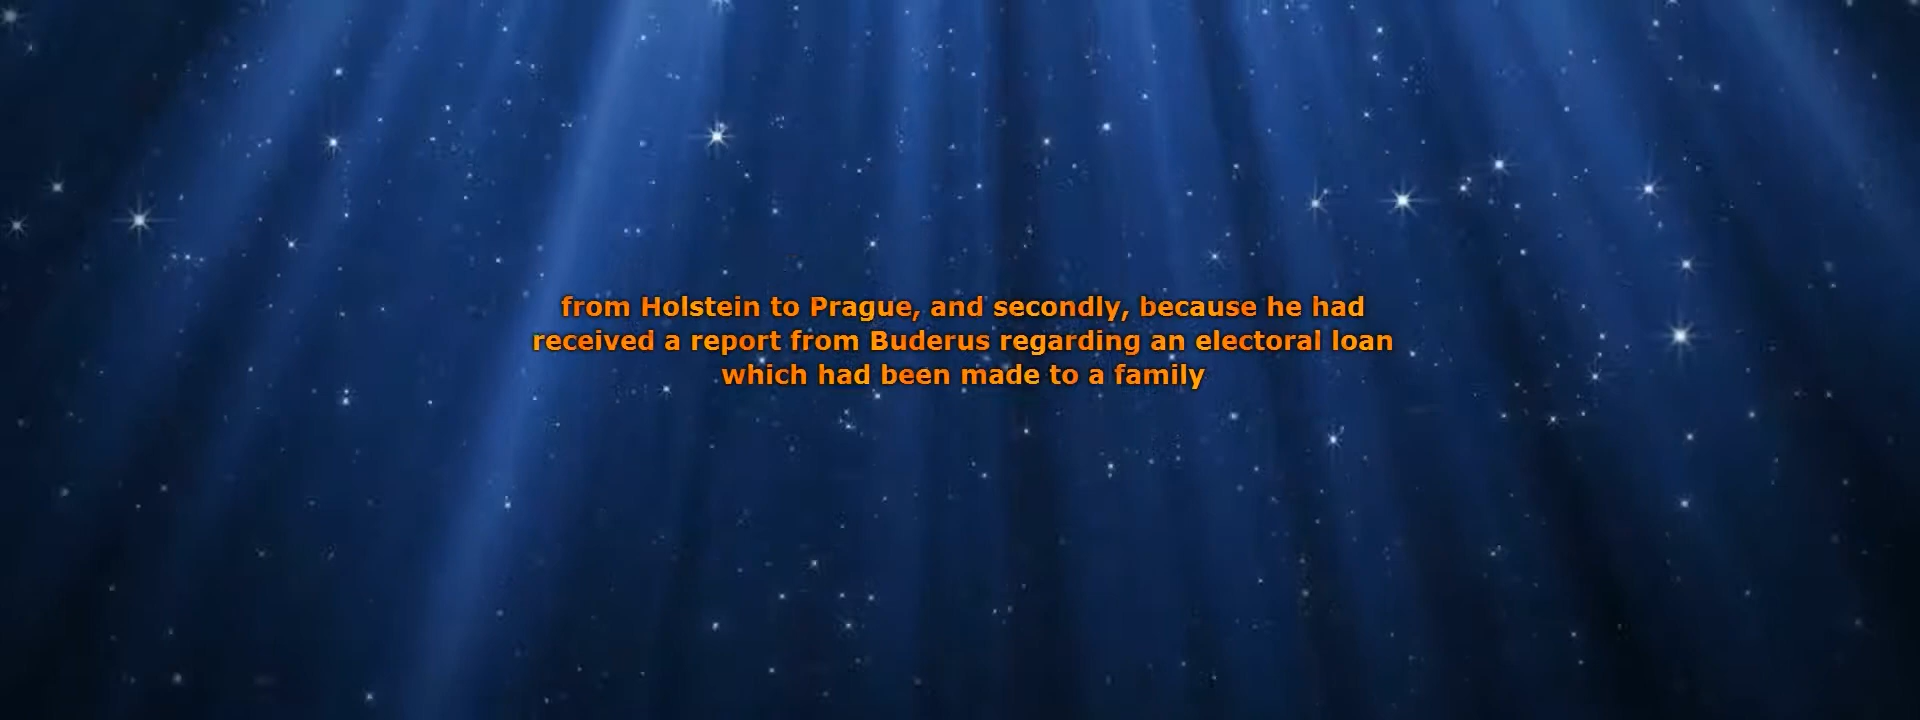 from Holstein to Prague, and secondly, because he had
received a report from Buderus regarding an electoral loan
which had been made to a family